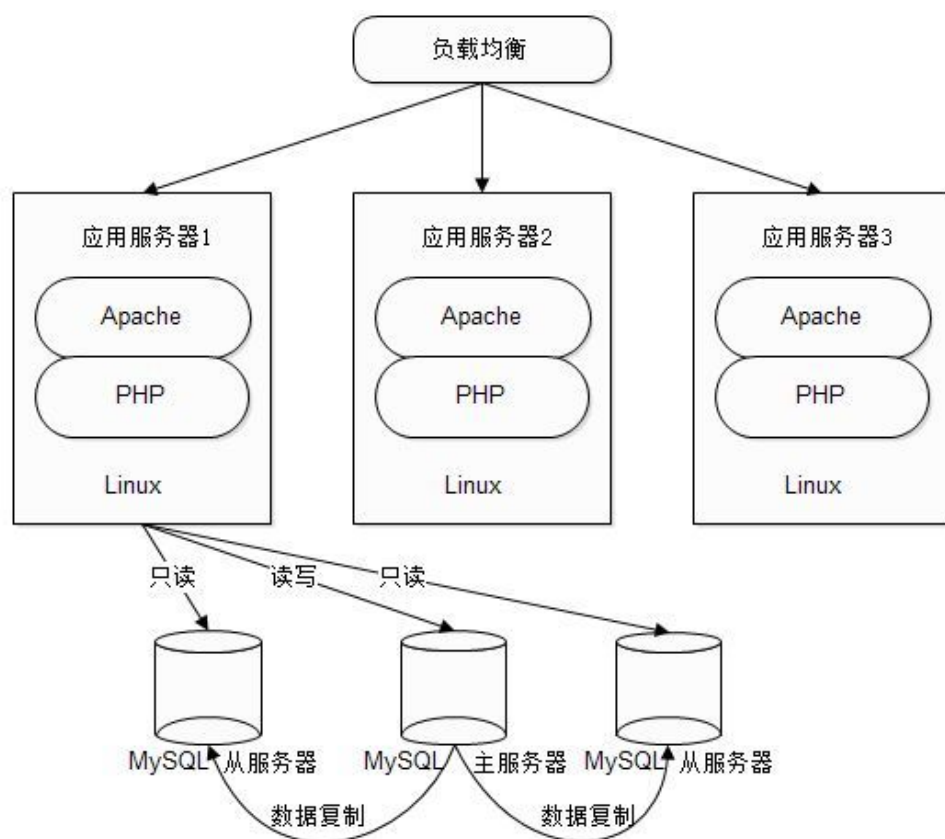 负载均衡
应用服务器1
应用服务器2
应用服务器3
Apache
Apache
Apache
PHP
PHP
PHP
Linux
Linux
Linux
只读
读写
只读
MySQL 从服务器
MySQL 主服务器
MySQL 从服务器
数据复制
数据复制